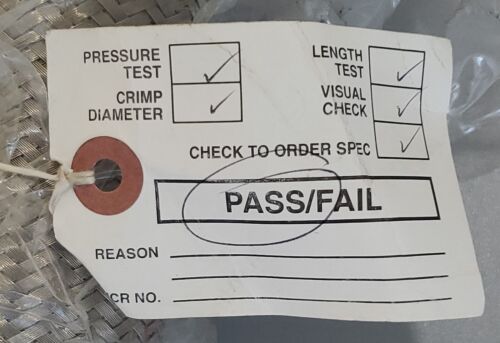 PRESSURE
TEST
CRIMP
DIAMETER
LENGTH
TEST
VISUAL
CHECK
CHECK TO ORDER SPEC
PASS/FAIL
REASON
CR NO.